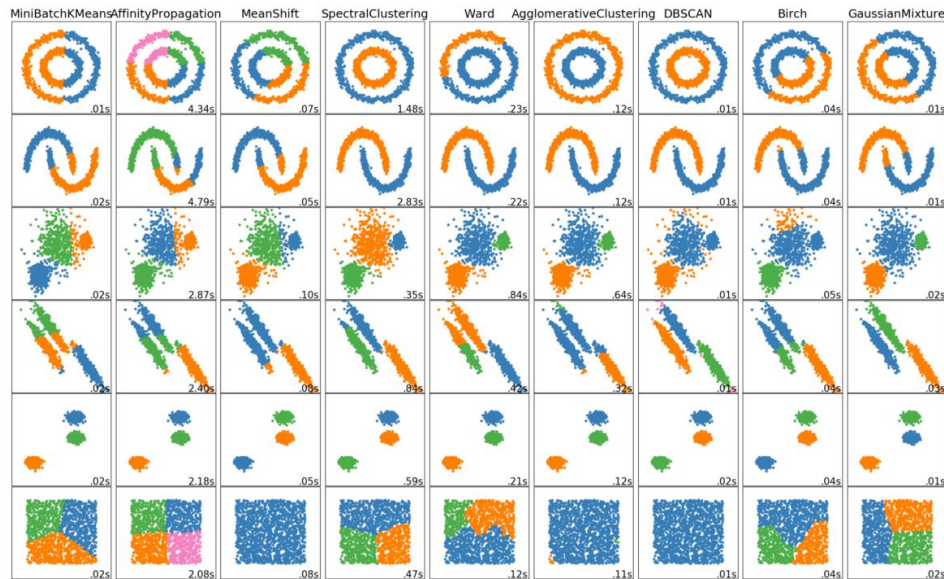 MiniBatchKMeans AffinityPropagation MeanShift SpectralClustering Ward AgglomerativeClustering DBSCAN Birch GaussianMixture
.01s 4.34s .07s 1.48s .23s .12s .01s .04s .01s
.02s 4.79s .05s 2.83s .22s .12s .01s .04s .01s
.02s 2.87s .10s .35s .84s .64s .01s .05s .02s
.02s 2.40s .08s .84s .42s .32s .01s .04s .03s
.02s 2.18s .05s .59s .21s .12s .02s .04s .01s
.02s 2.08s .08s .47s .12s .11s .01s .04s .02s